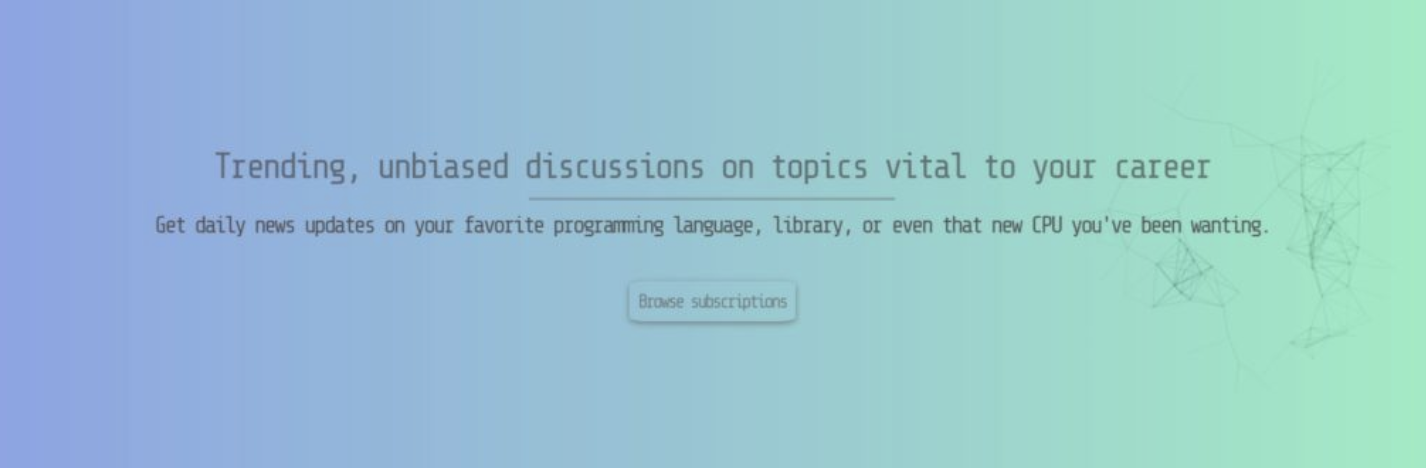 Trending, unbiased discussions on topics vital to your career
Get daily news updates on your favorite programming language, library, or even that new CPU you've been wanting.
Browse subscriptions